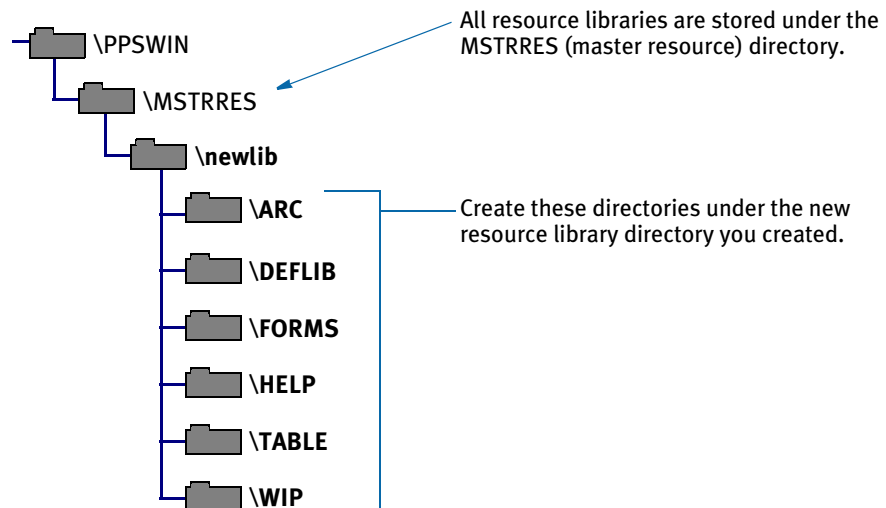 \PPSWIN
All resource libraries are stored under the
MSTRRES (master resource) directory.
\MSTRRES
\newlib
\ARC
Create these directories under the new
resource library directory you created.
\DEFLIB
\FORMS
\HELP
\TABLE
\WIP